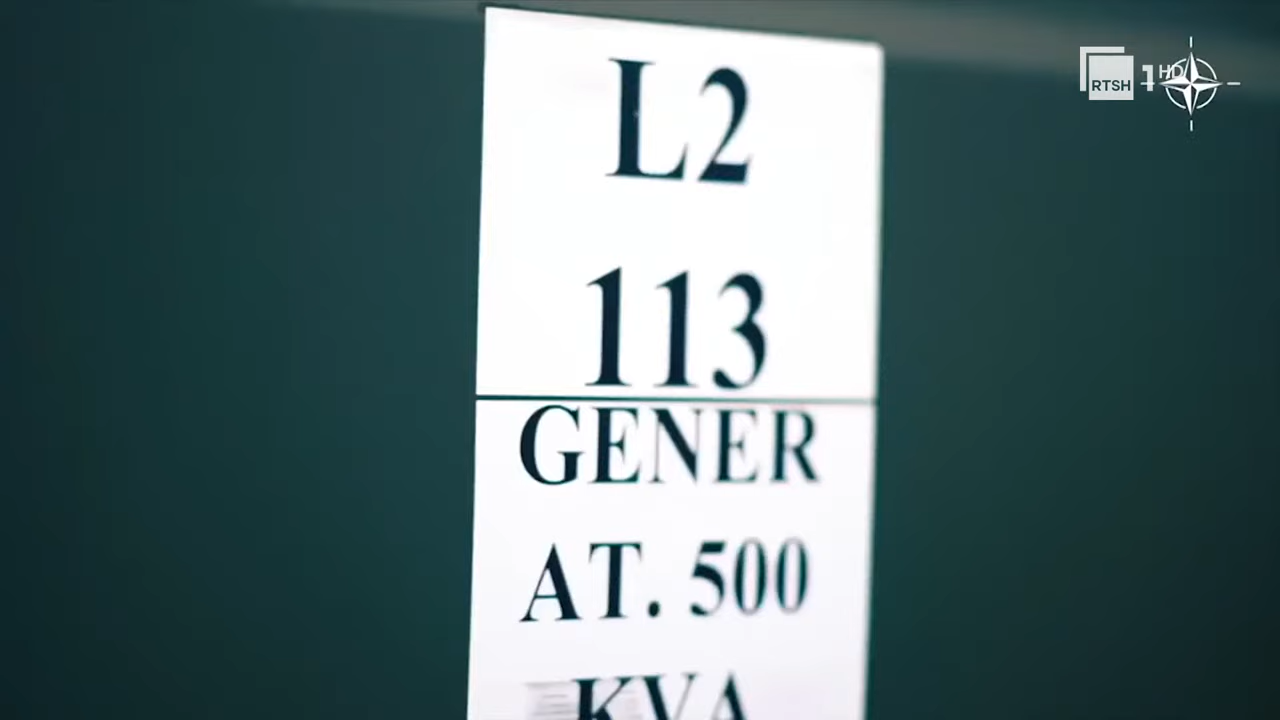 RTSH 1 HD
L2
113
GENER
AT. 500
KVA